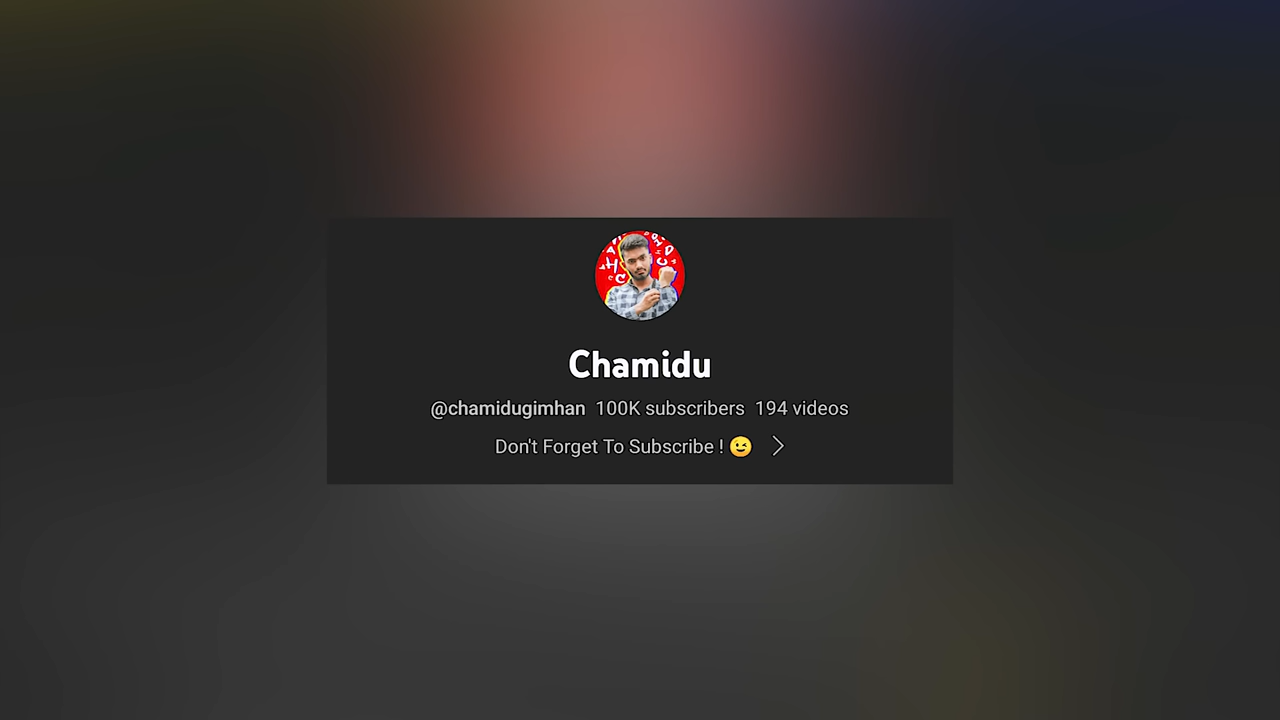 Chamidu
@chamidugimhan 100K subscribers 194 videos
Don't Forget To Subscribe ! 😉 >